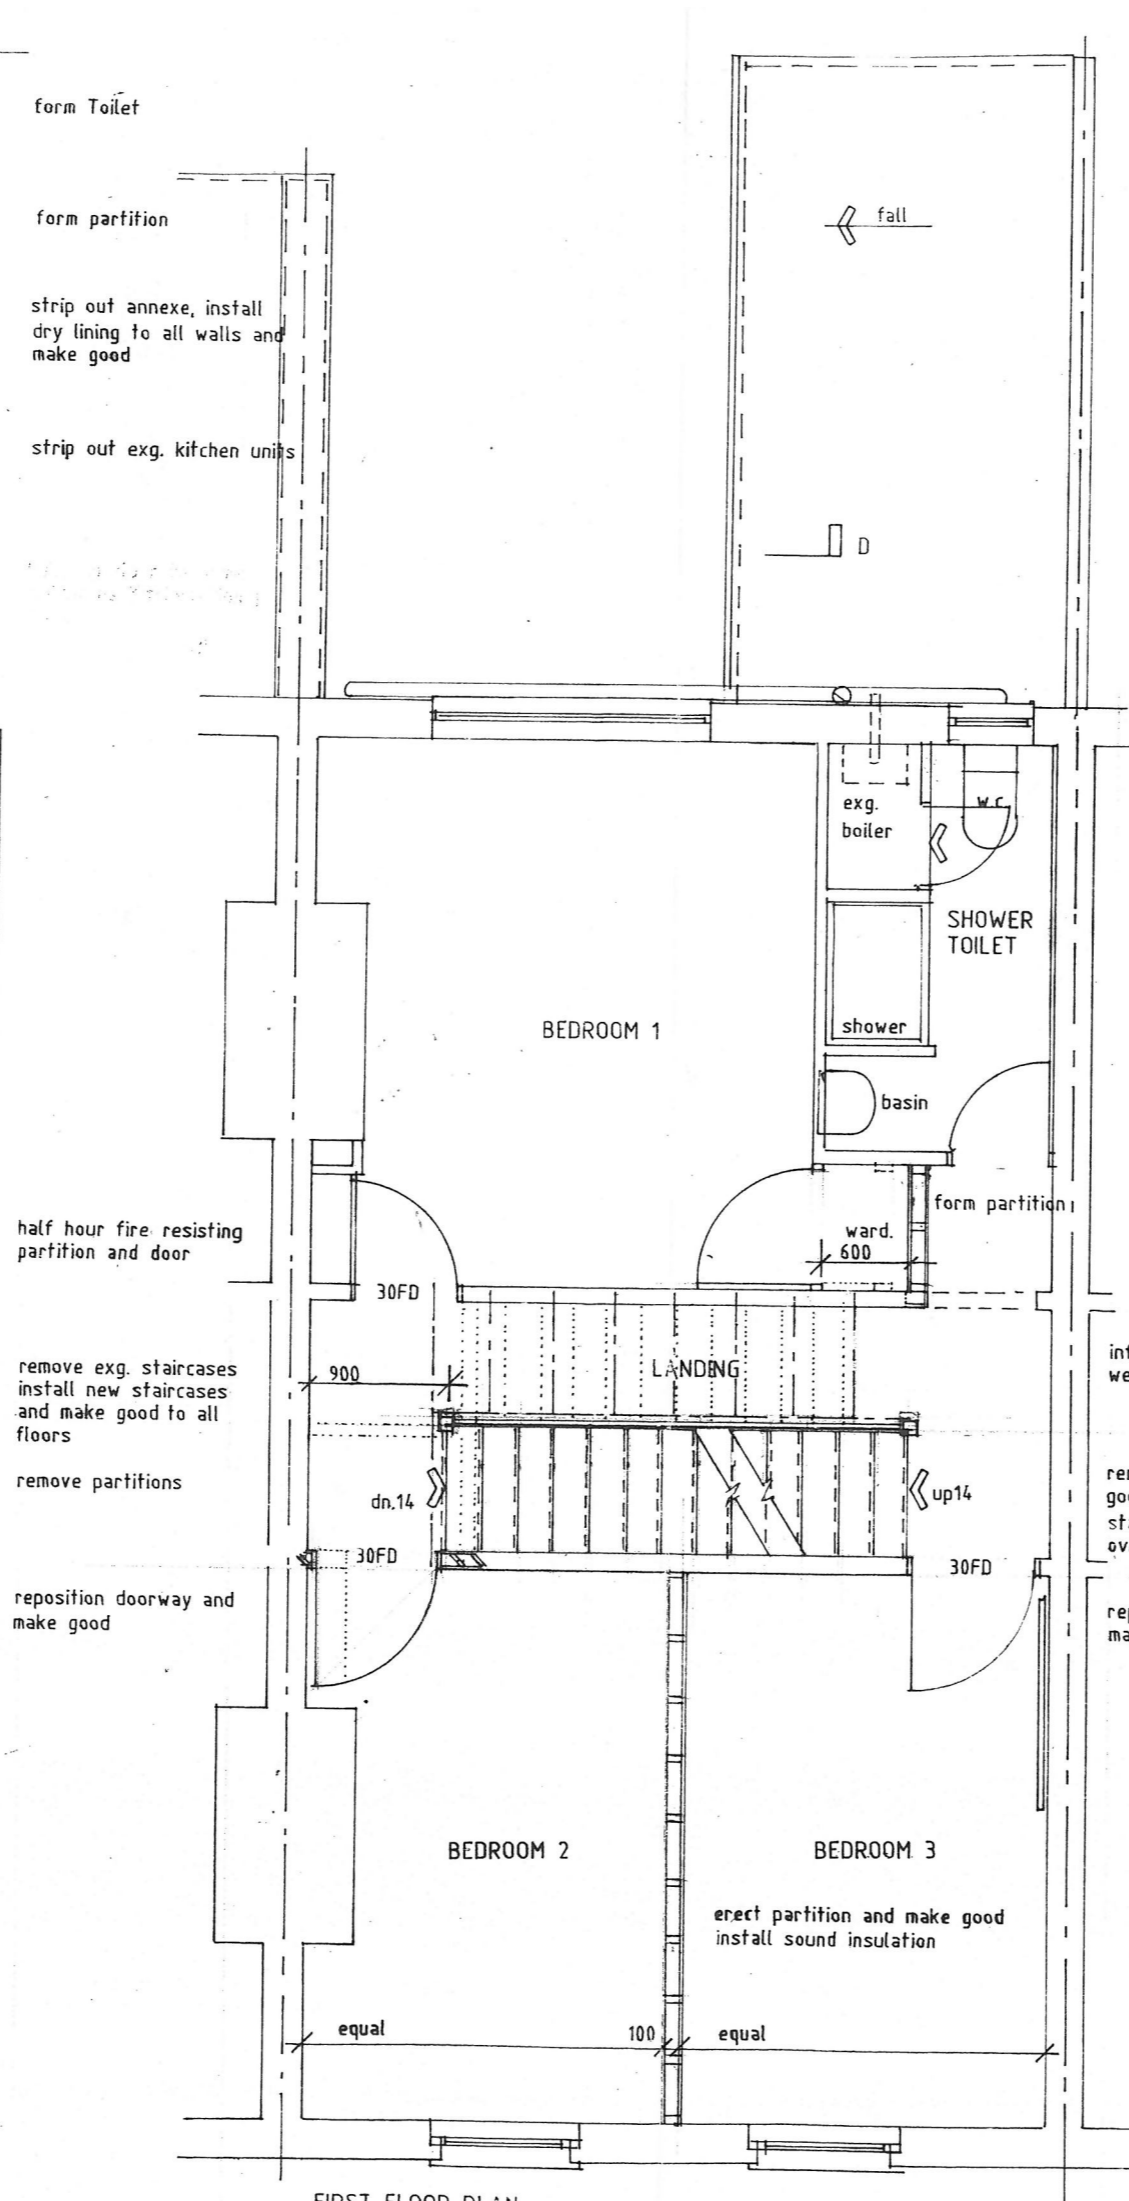 form Toilet
form partition
fall
strip out annexe, install
dry lining to all walls and
make good
strip out exg. kitchen units
D
exg.
boiler
w.c.
SHOWER
TOILET
shower
BEDROOM 1
basin
form partition
half hour fire resisting
partition and door
ward.
600
30FD
remove exg. staircases
install new staircases
and make good to all
floors
900
LANDING
remove partitions
dn.14
up14
30FD
30FD
reposition doorway and
make good
BEDROOM 2
BEDROOM 3
erect partition and make good
install sound insulation
equal
100
equal
FIRST FLOOR PLAN